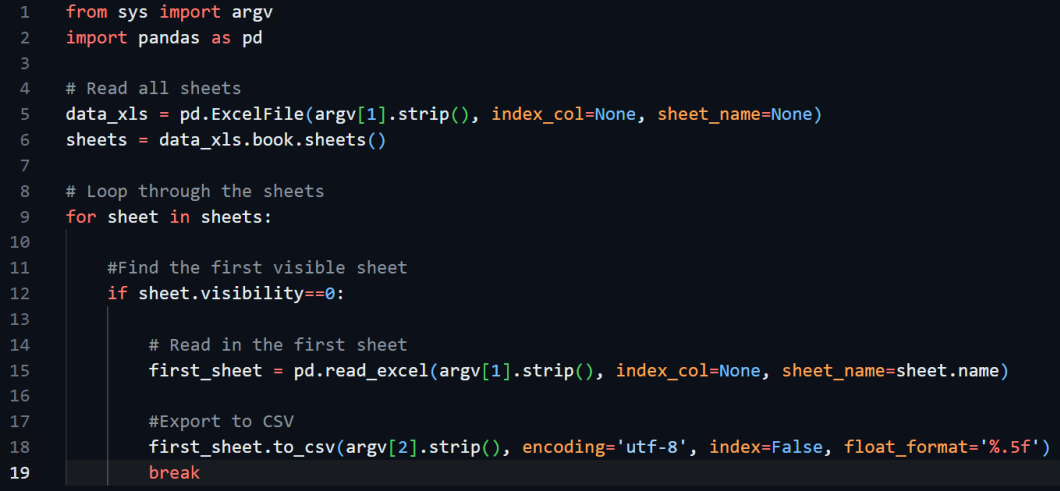 1 from sys import argv
2 import pandas as pd
3
4 # Read all sheets
5 data_xls = pd.ExcelFile(argv[1].strip(), index_col=None, sheet_name=None)
6 sheets = data_xls.book.sheets()
7
8 # Loop through the sheets
9 for sheet in sheets:
10
11 #Find the first visible sheet
12 if sheet.visibility==0:
13
14 # Read in the first sheet
15 first_sheet = pd.read_excel(argv[1].strip(), index_col=None, sheet_name=sheet.name)
16
17 #Export to CSV
18 first_sheet.to_csv(argv[2].strip(), encoding='utf-8', index=False, float_format='%.5f')
19 break